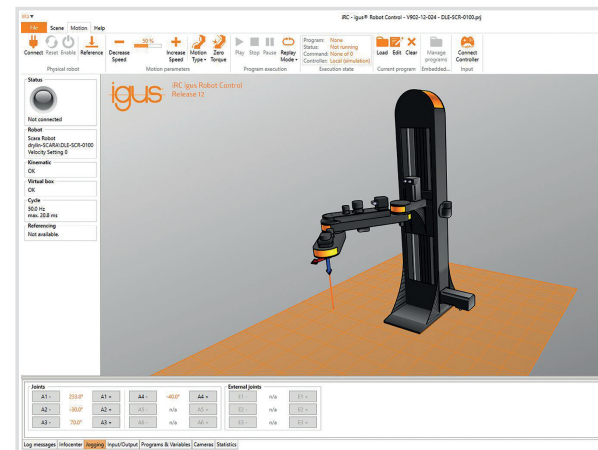 iRC - igus® Robot Control - V902-12-024 - DLE-SCR-0100.prj
File Scene Motion Help
Connect Reset Enable Reference
Physical robot
Decrease Speed 50 % Increase Speed Motion Type Zero Torque
Motion parameters
Play Stop Pause Replay Mode
Program execution
Program: None
Status: Not running
Command: None of 0
Controller: Local (simulation)
Execution state
Load Edit Clear
Current program
Manage programs
Embedded...
Connect Controller
Input
Status
Not connected
Robot
Scara Robot
drylin-SCARA\DLE-SCR-0100
Velocity Setting 0
Kinematic
OK
Virtual box
OK
Cycle
50.0 Hz
max. 20.8 ms
Referencing
Not available.
igus
iRC igus Robot Control
Release 12
Joints
A1 - 233.0° A1 + A4 - -40.0° A4 +
A2 - -30.0° A2 + A5 - n/a A5 +
A3 - 70.0° A3 + A6 - n/a A6 +
External Joints
E1 - n/a E1 +
E2 - n/a E2 +
E3 - n/a E3 +
Log messages Infocenter Jogging Input/Output Programs & Variables Cameras Statistics